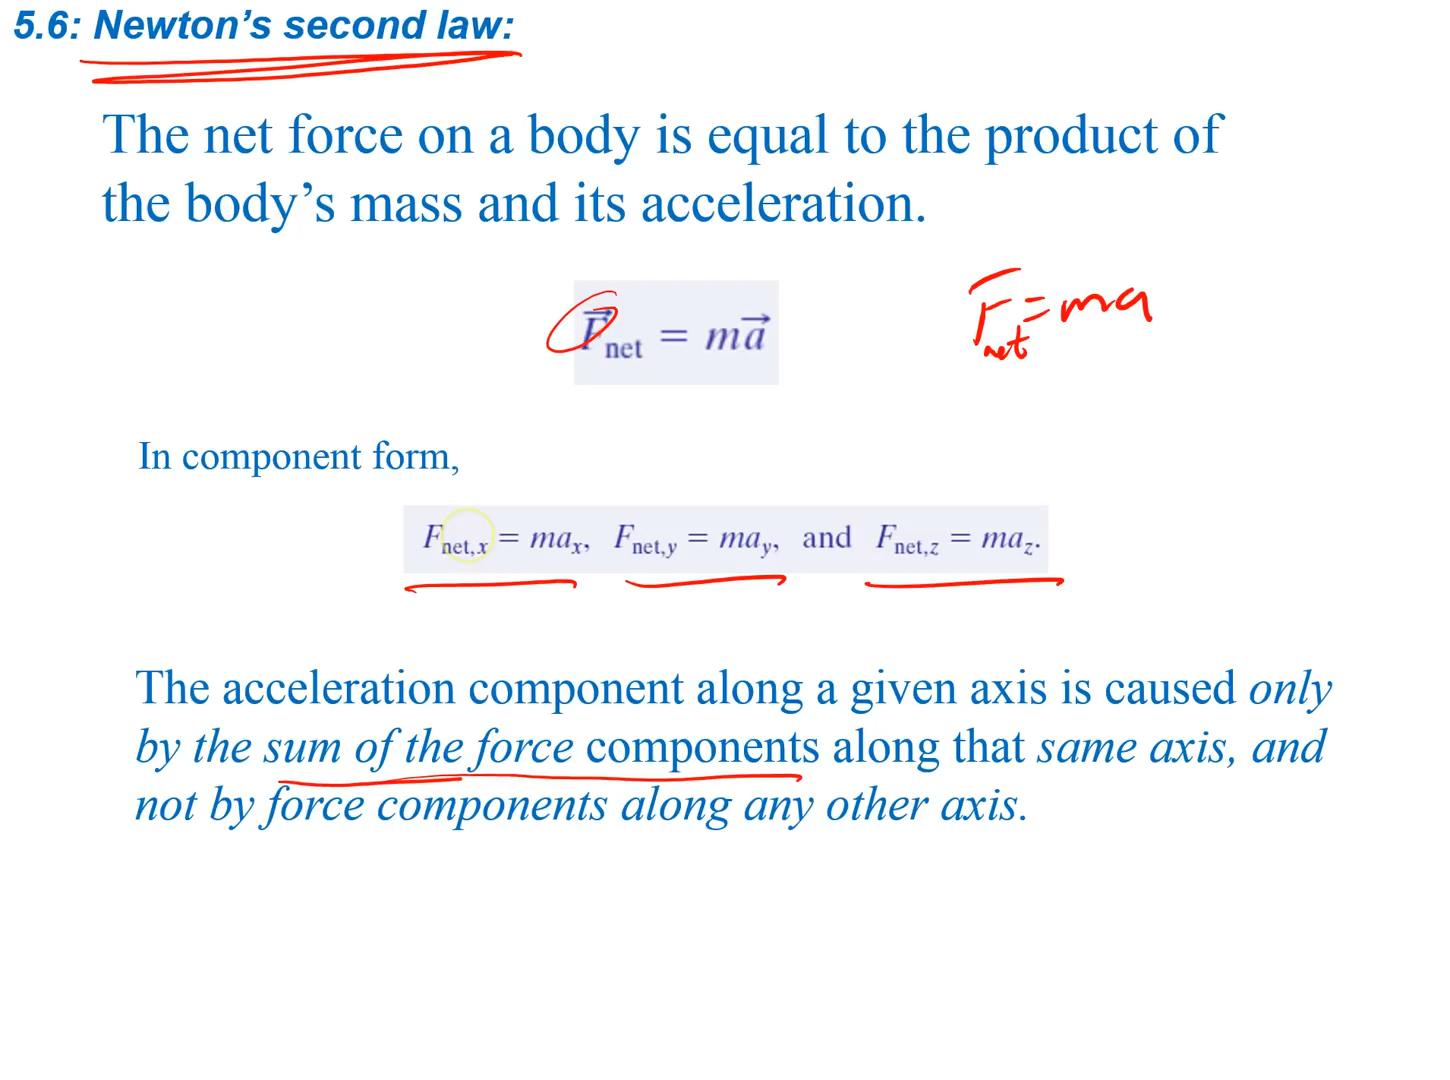 5.6: Newton's second law:
The net force on a body is equal to the product of
the body's mass and its acceleration.
F⃗net = ma⃗
F̅net = ma
In component form,
Fnet,x = max, Fnet,y = may, and Fnet,z = maz.
The acceleration component along a given axis is caused only
by the sum of the force components along that same axis, and
not by force components along any other axis.